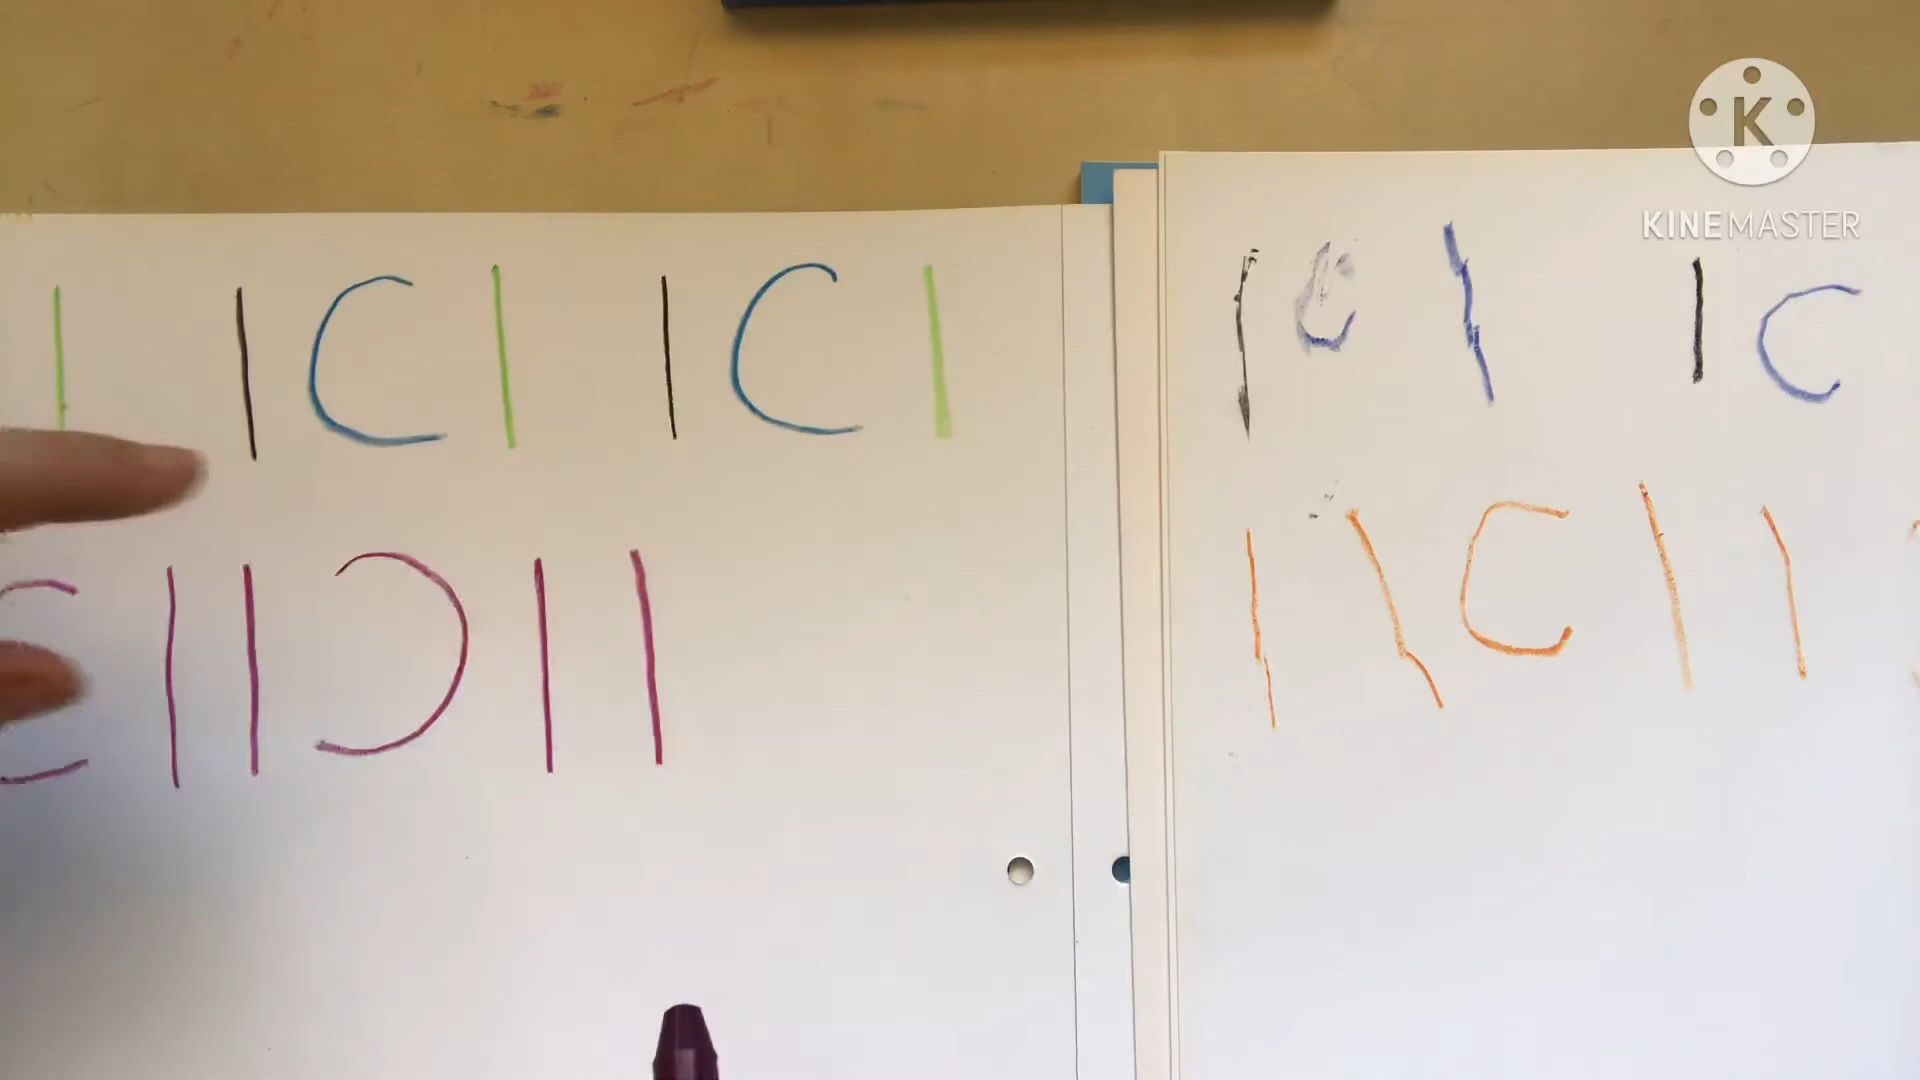 K
KINEMASTER
| | C | | C |
C | | Ɔ | |
| C | | C
| | C | |